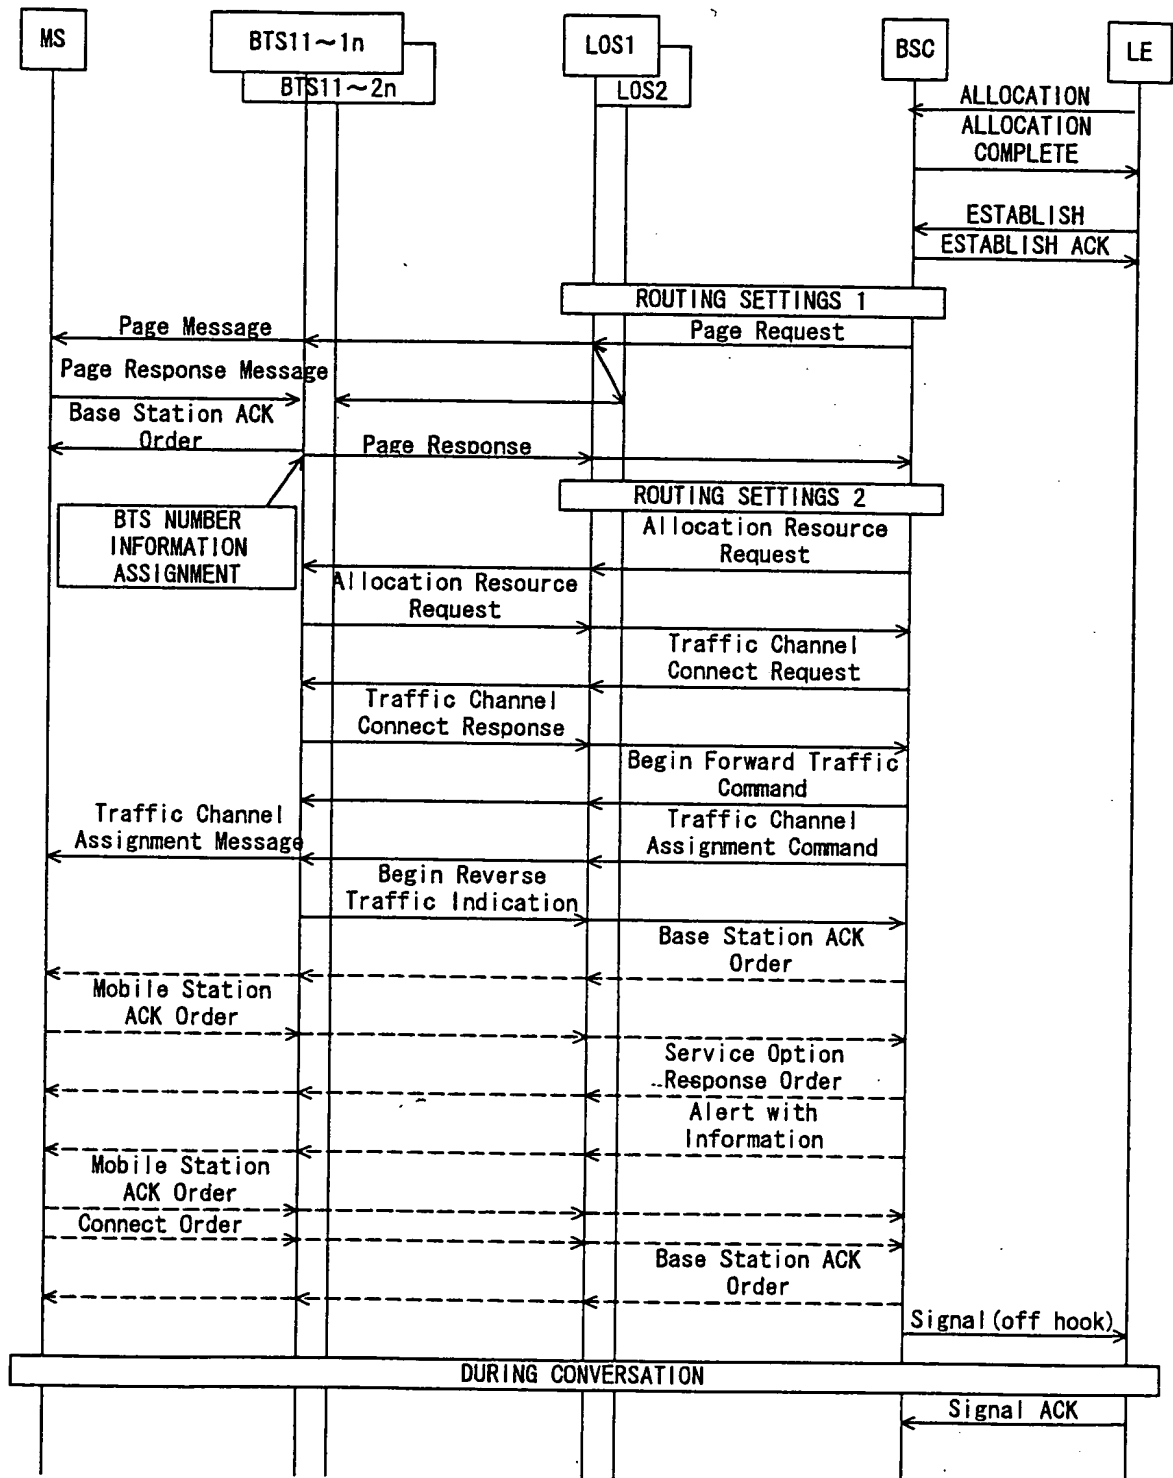 MS
BTS11~1n
BTS11~2n
LOS1
LOS2
BSC
LE
ALLOCATION
ALLOCATION
COMPLETE
ESTABLISH
ESTABLISH ACK
ROUTING SETTINGS 1
Page Message
Page Request
Page Response Message
Base Station ACK
Order
Page Response
ROUTING SETTINGS 2
BTS NUMBER
INFORMATION
ASSIGNMENT
Allocation Resource
Request
Allocation Resource
Request
Traffic Channel
Connect Request
Traffic Channel
Connect Response
Begin Forward Traffic
Command
Traffic Channel
Assignment Message
Traffic Channel
Assignment Command
Begin Reverse
Traffic Indication
Base Station ACK
Order
Mobile Station
ACK Order
Service Option
Response Order
Alert with
Information
Mobile Station
ACK Order
Connect Order
Base Station ACK
Order
Signal(off hook)
DURING CONVERSATION
Signal ACK